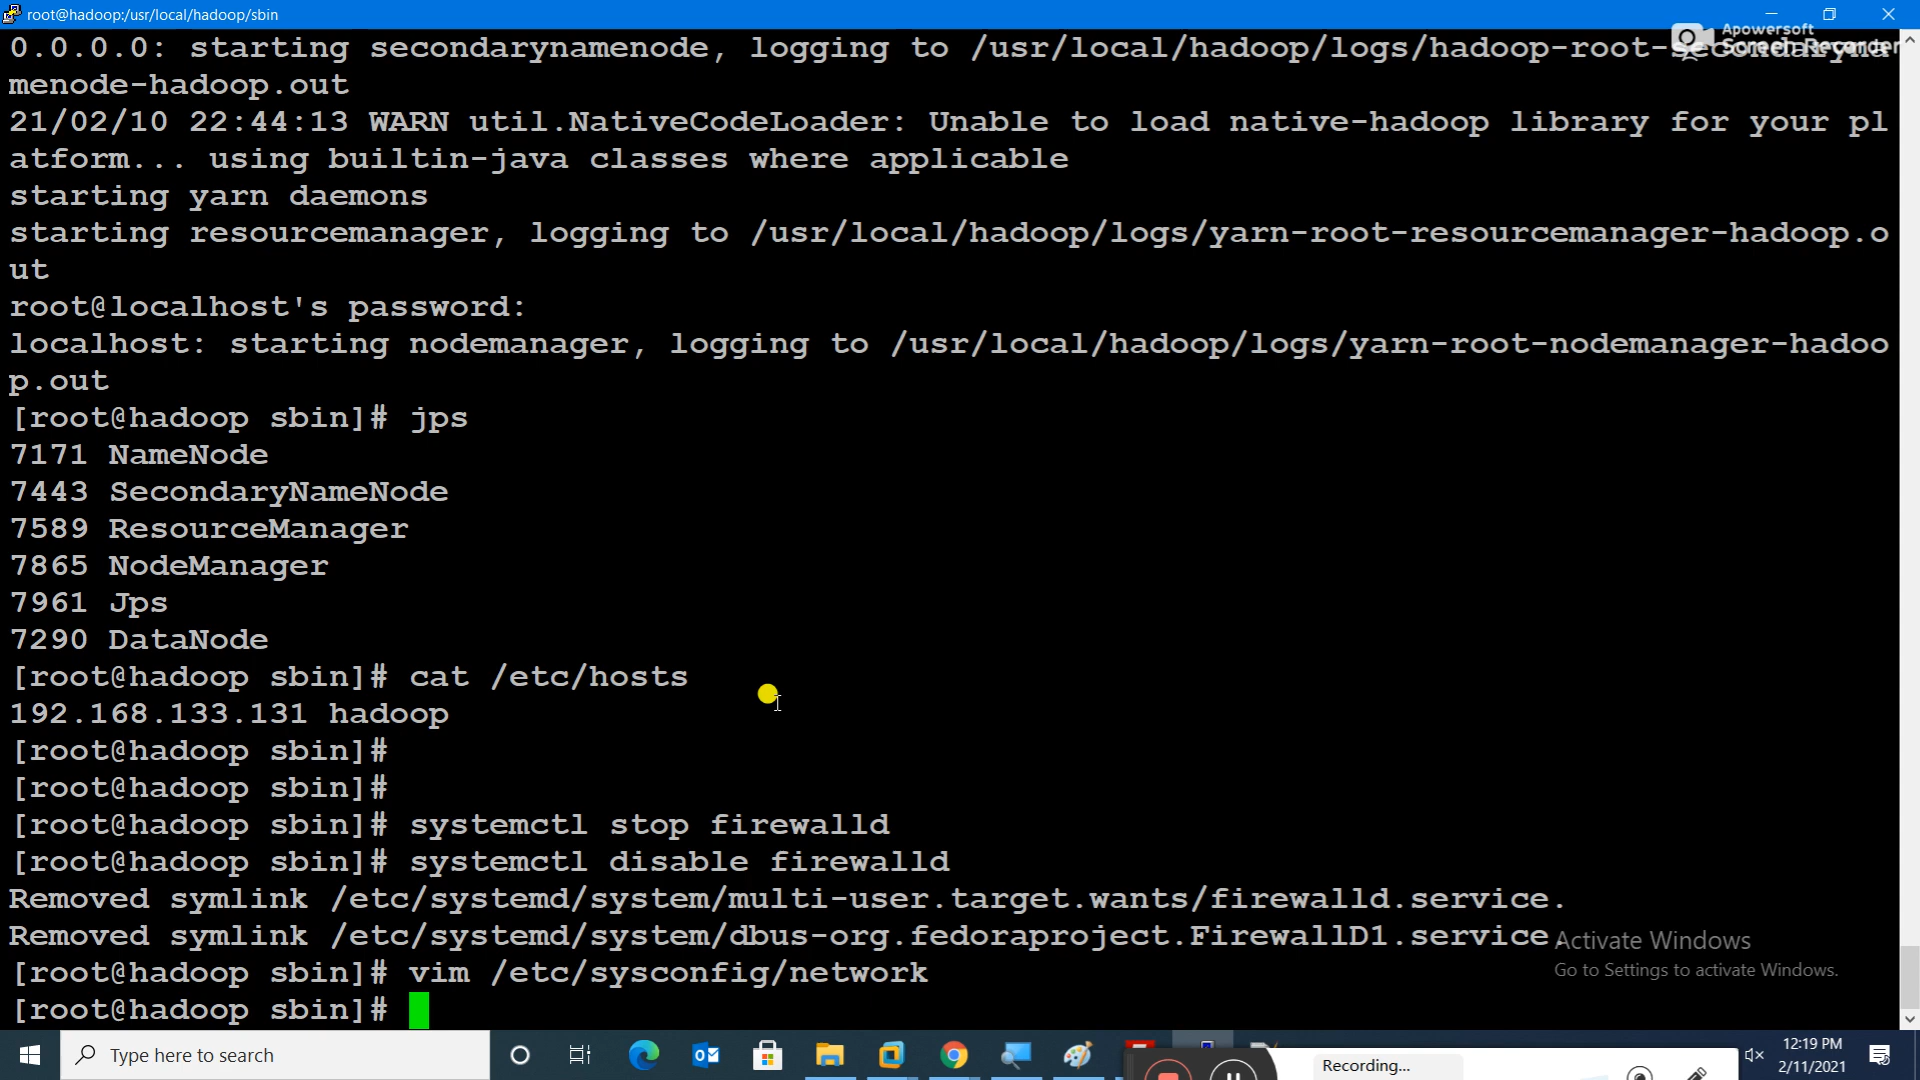 root@hadoop:/usr/local/hadoop/sbin
Apowersoft
Screen Recorder
0.0.0.0: starting secondarynamenode, logging to /usr/local/hadoop/logs/hadoop-root-secondaryna
menode-hadoop.out
21/02/10 22:44:13 WARN util.NativeCodeLoader: Unable to load native-hadoop library for your pl
atform... using builtin-java classes where applicable
starting yarn daemons
starting resourcemanager, logging to /usr/local/hadoop/logs/yarn-root-resourcemanager-hadoop.o
ut
root@localhost's password:
localhost: starting nodemanager, logging to /usr/local/hadoop/logs/yarn-root-nodemanager-hadoo
p.out
[root@hadoop sbin]# jps
7171 NameNode
7443 SecondaryNameNode
7589 ResourceManager
7865 NodeManager
7961 Jps
7290 DataNode
[root@hadoop sbin]# cat /etc/hosts
192.168.133.131 hadoop
[root@hadoop sbin]#
[root@hadoop sbin]#
[root@hadoop sbin]# systemctl stop firewalld
[root@hadoop sbin]# systemctl disable firewalld
Removed symlink /etc/systemd/system/multi-user.target.wants/firewalld.service.
Removed symlink /etc/systemd/system/dbus-org.fedoraproject.FirewallD1.service.
[root@hadoop sbin]# vim /etc/sysconfig/network
[root@hadoop sbin]#
Activate Windows
Go to Settings to activate Windows.
Type here to search
Recording...
12:19 PM
2/11/2021